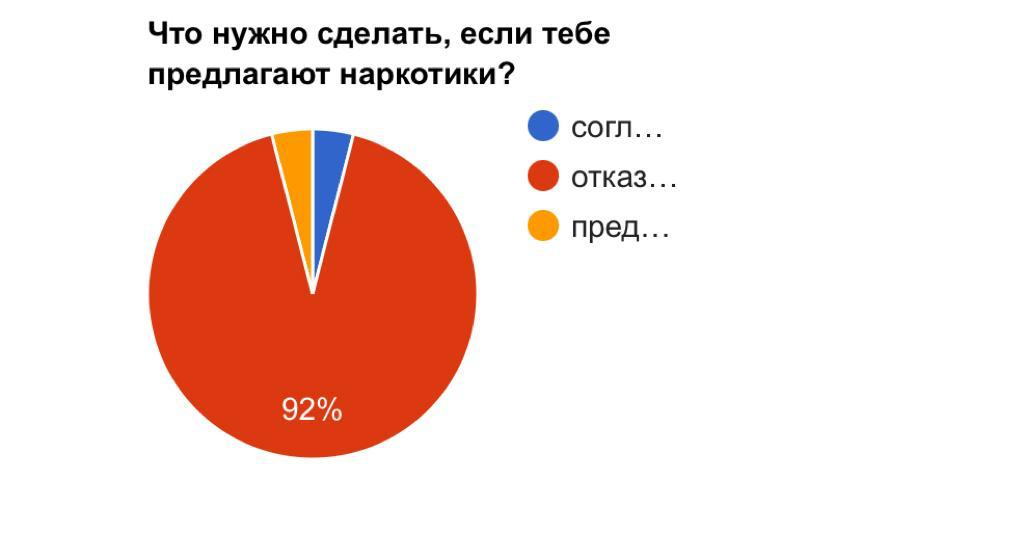 Что нужно сделать, если тебе
предлагают наркотики?
согл...
отказ...
пред...
92%